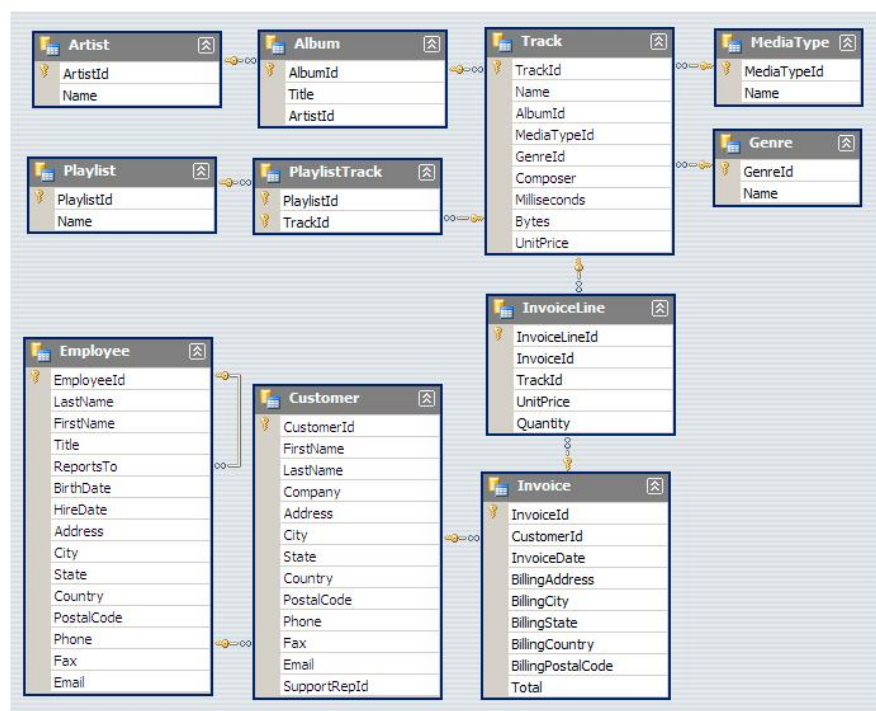 Artist
ArtistId
Name
Album
AlbumId
Title
ArtistId
Track
TrackId
Name
AlbumId
MediaTypeId
GenreId
Composer
Milliseconds
Bytes
UnitPrice
MediaType
MediaTypeId
Name
Genre
GenreId
Name
Playlist
PlaylistId
Name
PlaylistTrack
PlaylistId
TrackId
InvoiceLine
InvoiceLineId
InvoiceId
TrackId
UnitPrice
Quantity
Employee
EmployeeId
LastName
FirstName
Title
ReportsTo
BirthDate
HireDate
Address
City
State
Country
PostalCode
Phone
Fax
Email
Customer
CustomerId
FirstName
LastName
Company
Address
City
State
Country
PostalCode
Phone
Fax
Email
SupportRepId
Invoice
InvoiceId
CustomerId
InvoiceDate
BillingAddress
BillingCity
BillingState
BillingCountry
BillingPostalCode
Total